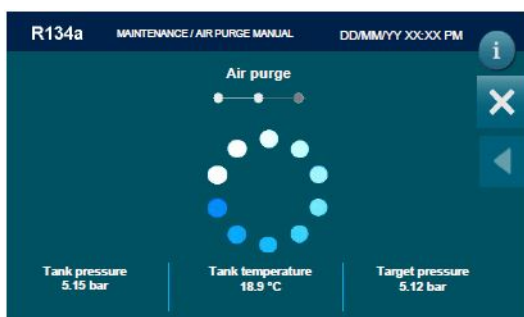 R134a MAINTENANCE / AIR PURGE MANUAL DD/MM/YY XX:XX PM
i
Air purge
Tank pressure
5.15 bar
Tank temperature
18.9 °C
Target pressure
5.12 bar